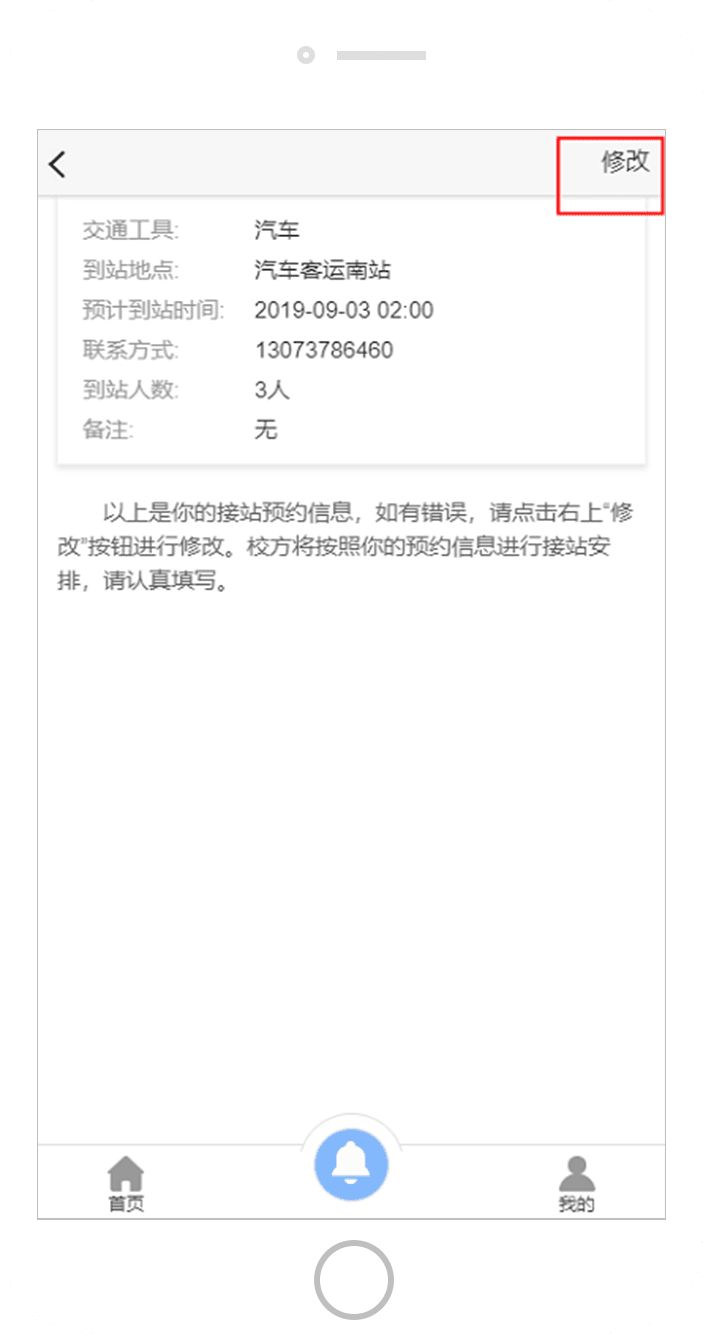 修改
交通工具: 汽车
到站地点: 汽车客运南站
预计到站时间: 2019-09-03 02:00
联系方式: 13073786460
到站人数: 3人
备注: 无
以上是你的接站预约信息，如有错误，请点击右上“修
改”按钮进行修改。校方将按照你的预约信息进行接站安
排，请认真填写。
首页
我的